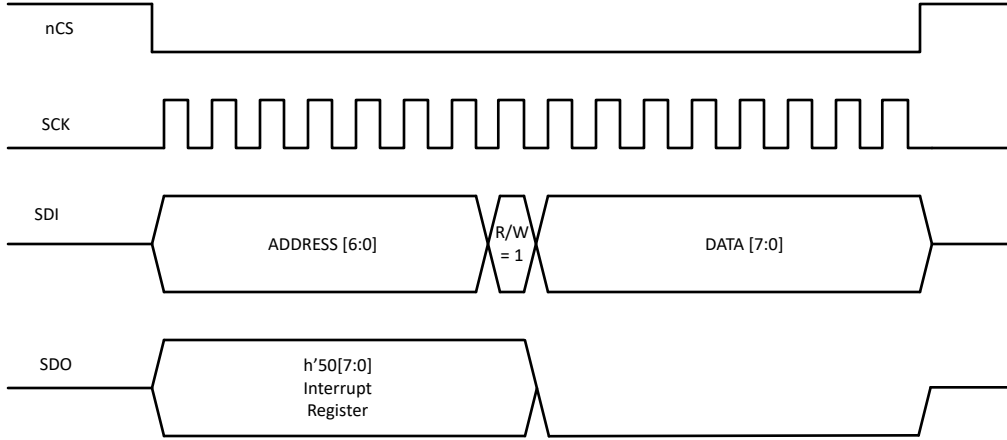 nCS
SCK
SDI
ADDRESS [6:0]
R/W
= 1
DATA [7:0]
SDO
h’50[7:0]
Interrupt
Register